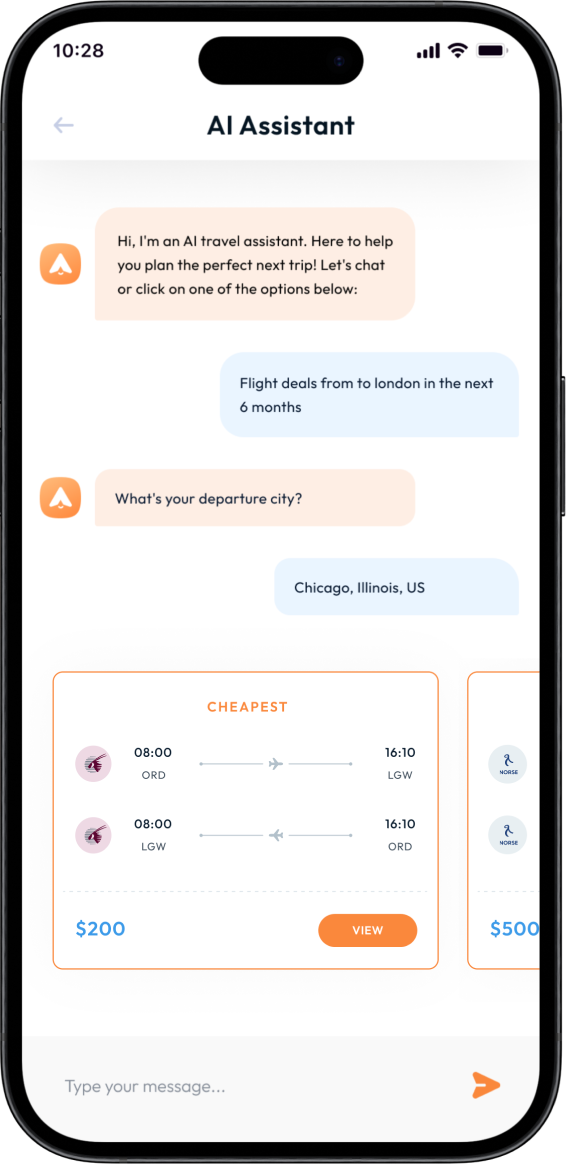 10:28
AI Assistant
Hi, I'm an AI travel assistant. Here to help
you plan the perfect next trip! Let's chat
or click on one of the options below:
Flight deals from to london in the next
6 months
What's your departure city?
Chicago, Illinois, US
CHEAPEST
08:00 16:10
ORD LGW
NORSE
08:00 16:10
LGW ORD
NORSE
$200 VIEW $500
Type your message...